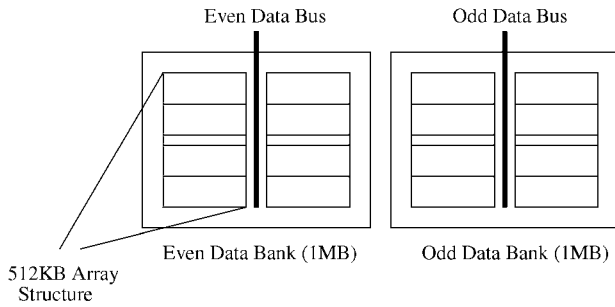 Even Data Bus
Odd Data Bus
Even Data Bank (1MB)
Odd Data Bank (1MB)
512KB Array
Structure